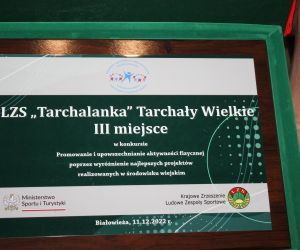 LZS „Tarchalanka” Tarchały Wielkie
III miejsce
w konkursie
Promowanie i upowszechnianie aktywności fizycznej
poprzez wyróżnienie najlepszych projektów
realizowanych w środowisku wiejskim
Ministerstwo
Sportu i Turystyki
Krajowe Zrzeszenie
Ludowe Zespoły Sportowe
Białowieża, 11.12.2022 r.